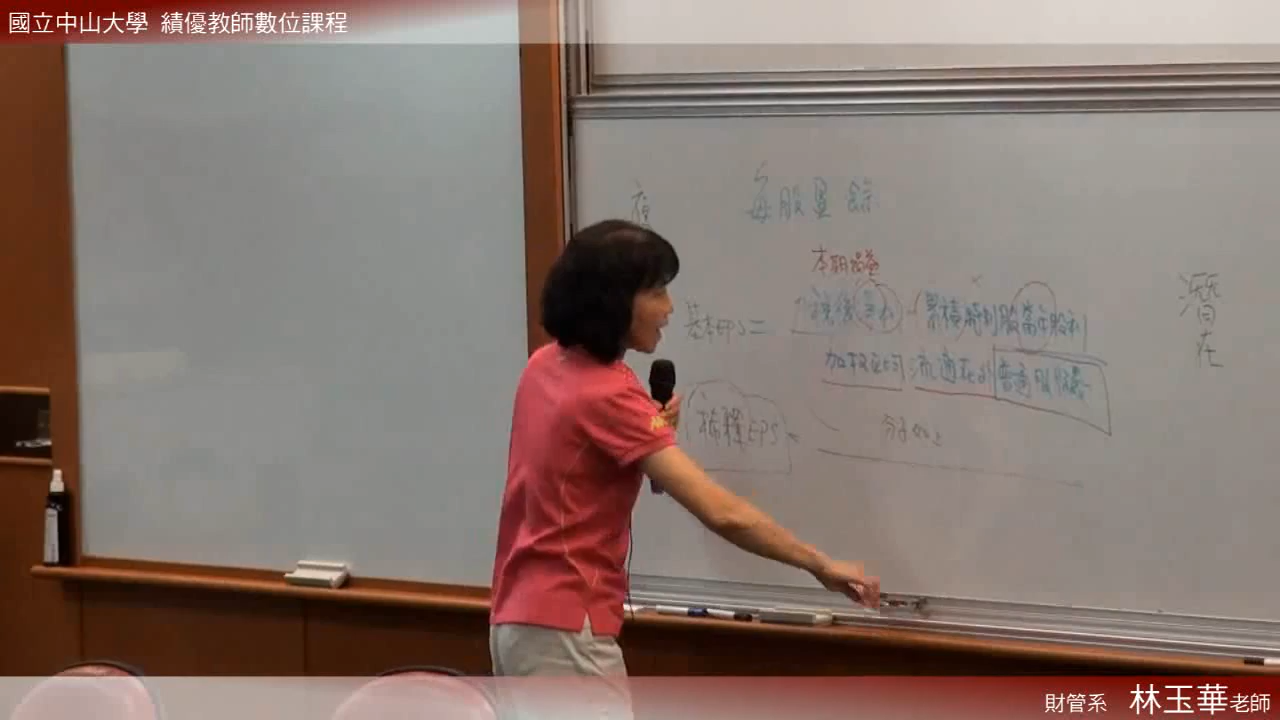 國立中山大學 績優教師數位課程
每股盈餘
本期損益
基本EPS = 稅後淨利 - 累積特別股當年股利
加權平均 流通在外 普通股股數
稀釋EPS =
分子如上
潛在
財管系 林玉華老師